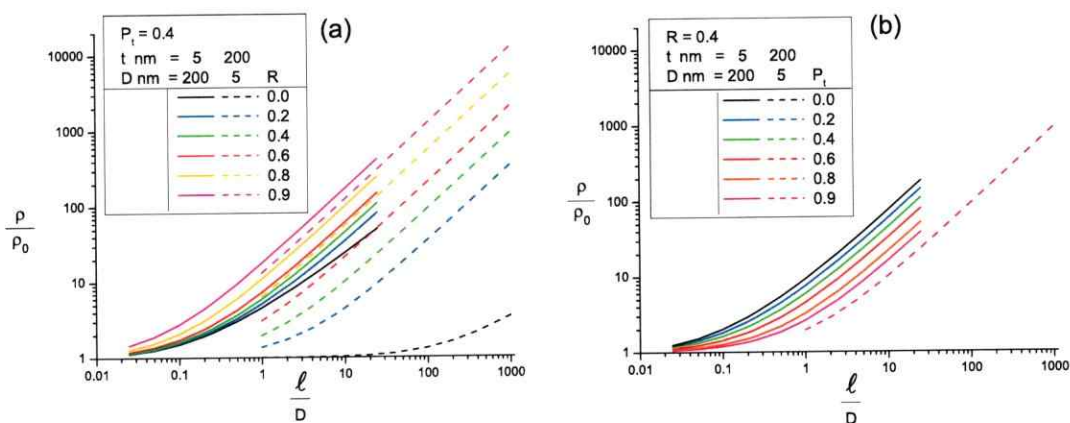 (a)
P_t = 0.4
t nm = 5 200
D nm = 200 5 R
0.0
0.2
0.4
0.6
0.8
0.9
10000
1000
100
10
1
ρ
ρ₀
0.01 0.1 1 10 100 1000
ℓ
D
(b)
R = 0.4
t nm = 5 200
D nm = 200 5 P_t
0.0
0.2
0.4
0.6
0.8
0.9
10000
1000
100
10
1
ρ
ρ₀
0.01 0.1 1 10 100 1000
ℓ
D